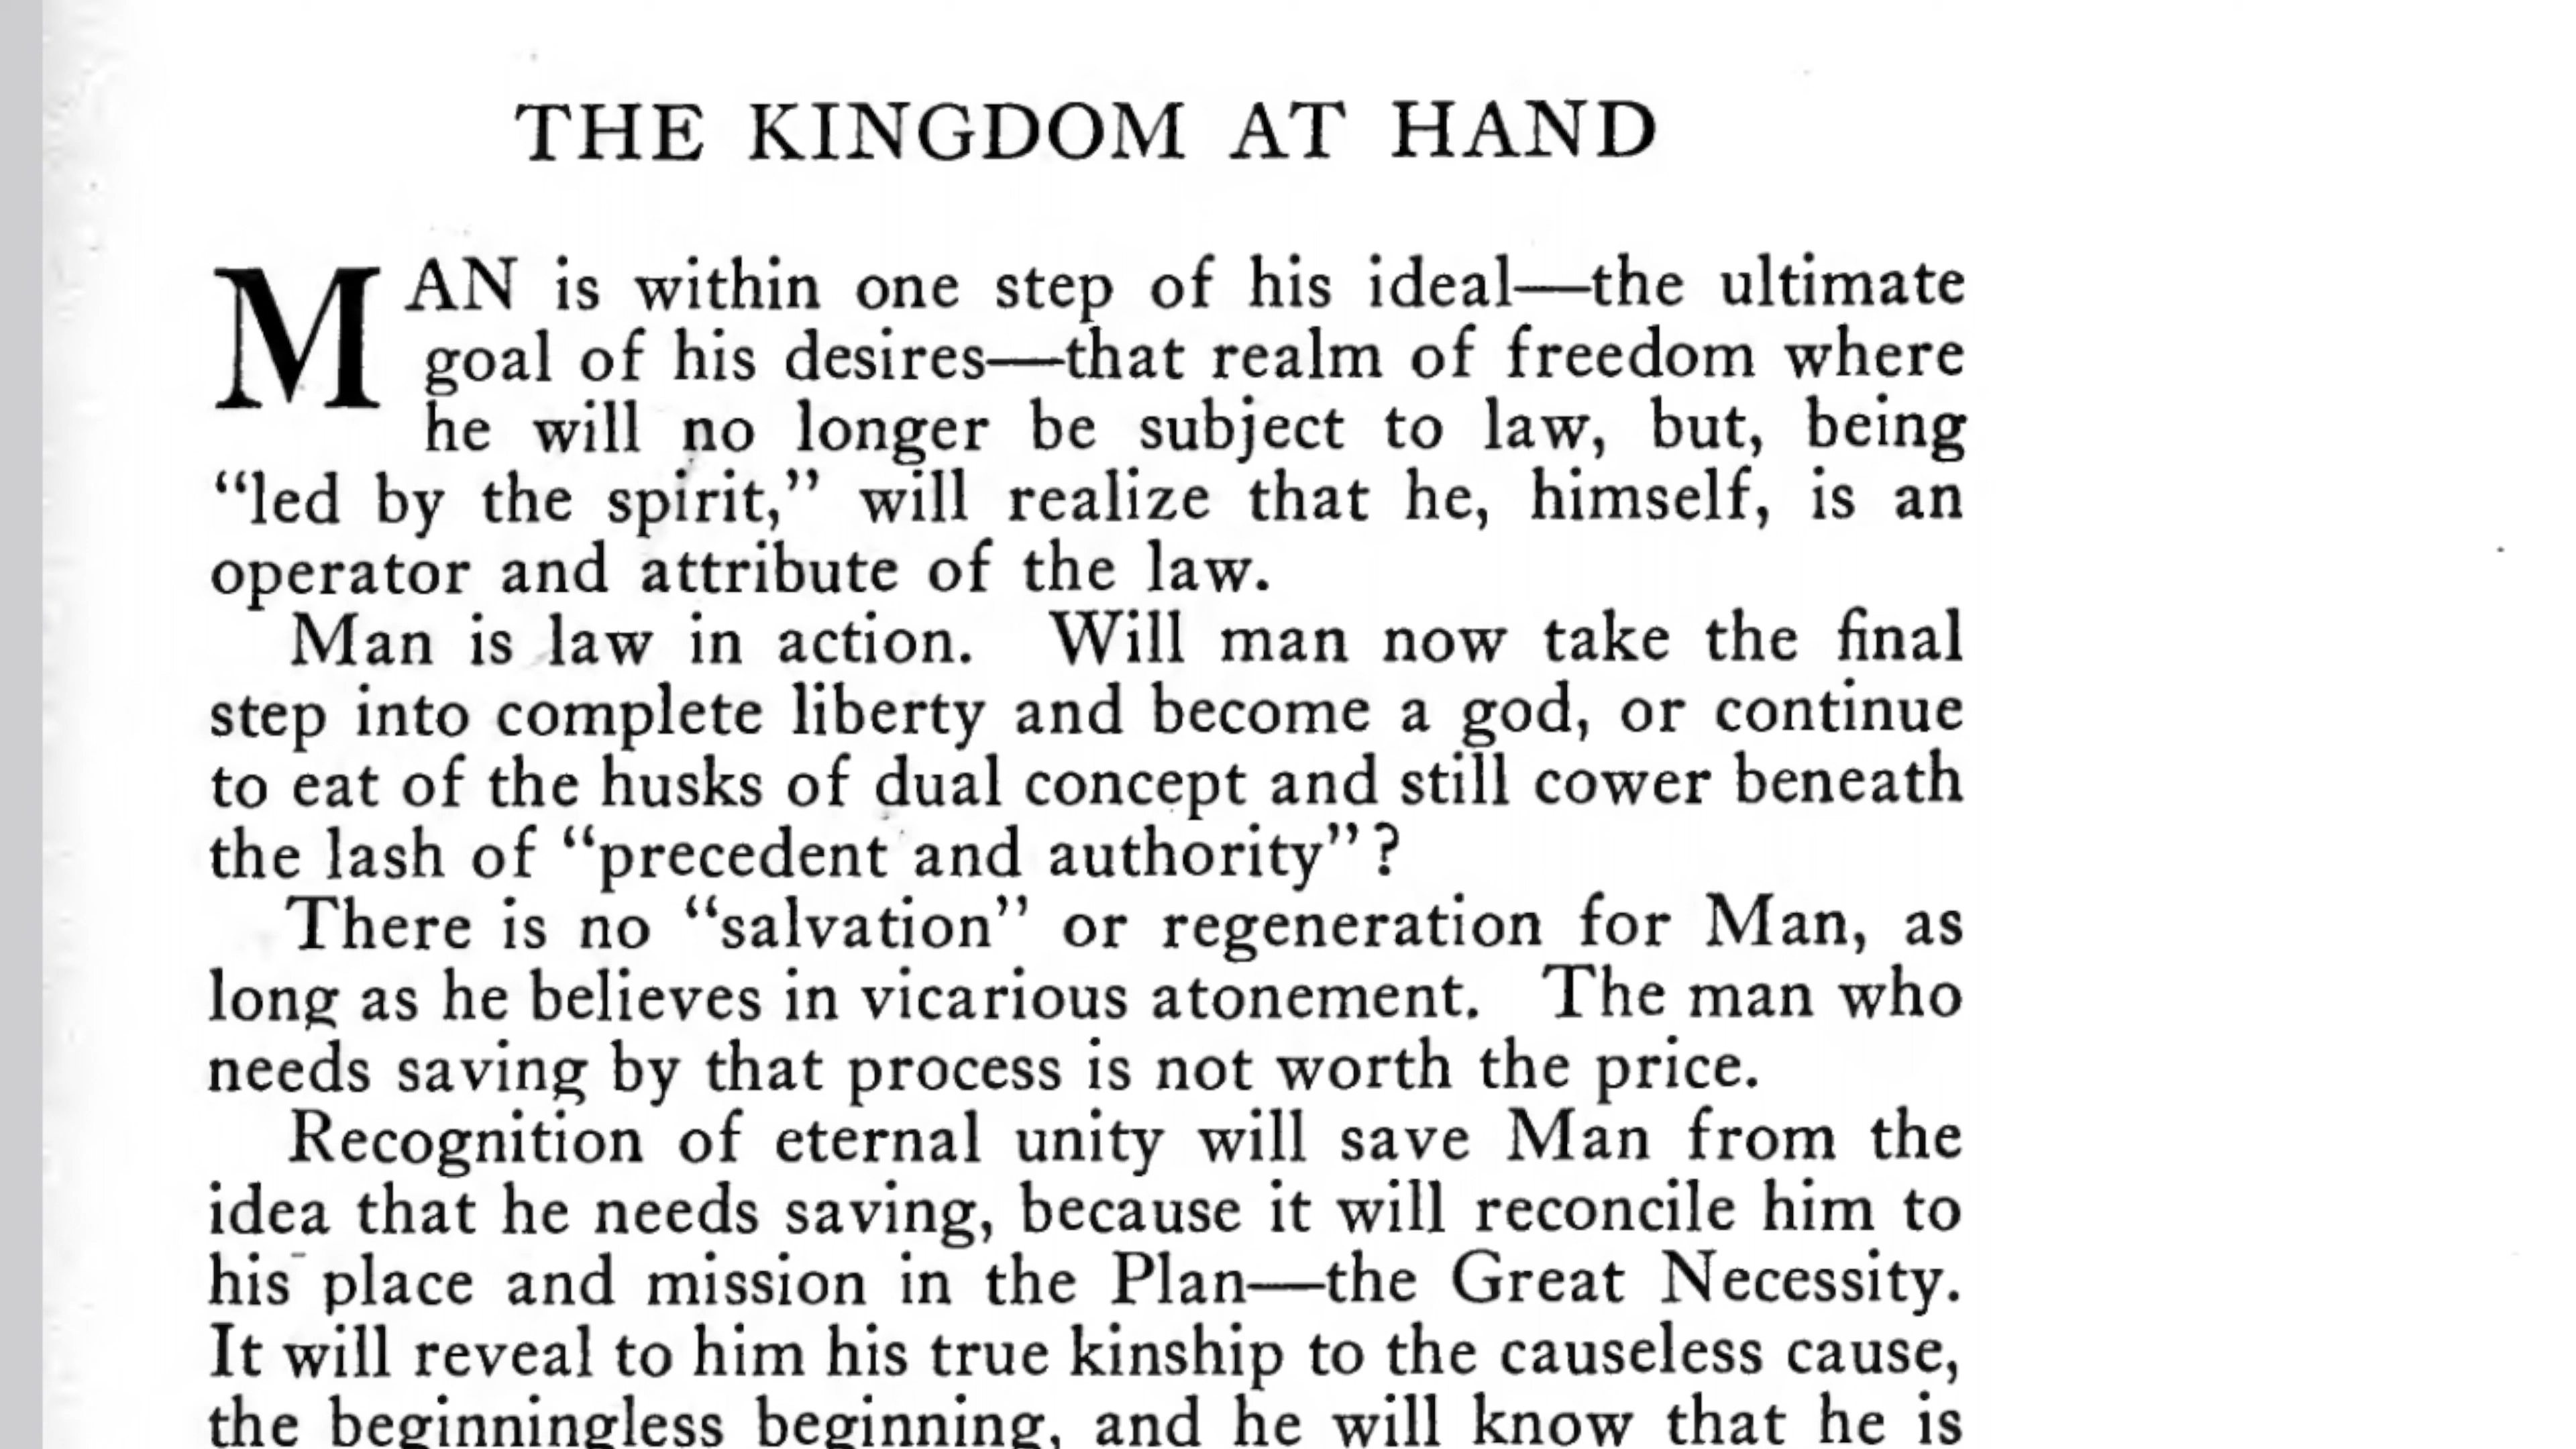 THE KINGDOM AT HAND
MAN is within one step of his ideal—the ultimate
goal of his desires—that realm of freedom where
he will no longer be subject to law, but, being
“led by the spirit,” will realize that he, himself, is an
operator and attribute of the law.
Man is law in action. Will man now take the final
step into complete liberty and become a god, or continue
to eat of the husks of dual concept and still cower beneath
the lash of “precedent and authority”?
There is no “salvation” or regeneration for Man, as
long as he believes in vicarious atonement. The man who
needs saving by that process is not worth the price.
Recognition of eternal unity will save Man from the
idea that he needs saving, because it will reconcile him to
his place and mission in the Plan—the Great Necessity.
It will reveal to him his true kinship to the causeless cause,
the beginningless beginning, and he will know that he is